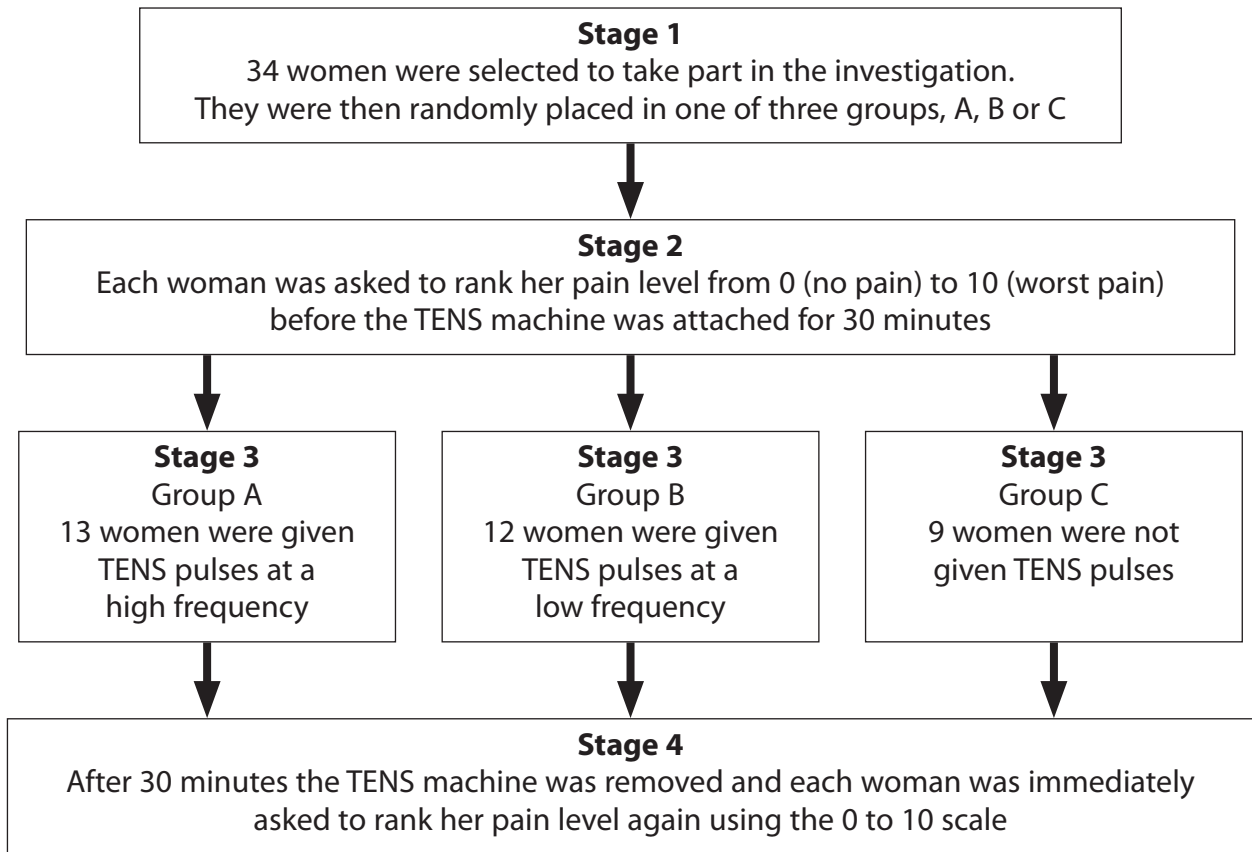 Stage 1
34 women were selected to take part in the investigation.
They were then randomly placed in one of three groups, A, B or C
Stage 2
Each woman was asked to rank her pain level from 0 (no pain) to 10 (worst pain)
before the TENS machine was attached for 30 minutes
Stage 3
Group A
13 women were given
TENS pulses at a
high frequency
Stage 3
Group B
12 women were given
TENS pulses at a
low frequency
Stage 3
Group C
9 women were not
given TENS pulses
Stage 4
After 30 minutes the TENS machine was removed and each woman was immediately
asked to rank her pain level again using the 0 to 10 scale